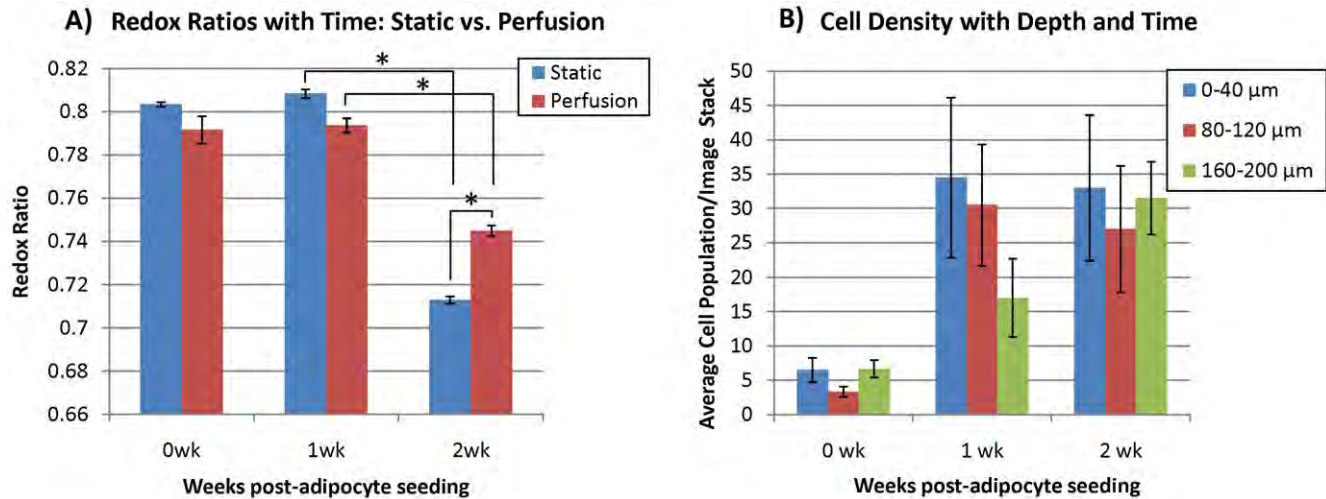 A) Redox Ratios with Time: Static vs. Perfusion
0.82
0.8
0.78
0.76
0.74
0.72
0.7
0.68
0.66
Redox Ratio
*
*
*
Static
Perfusion
0wk
1wk
2wk
Weeks post-adipocyte seeding
B) Cell Density with Depth and Time
50
45
40
35
30
25
20
15
10
5
0
Average Cell Population/Image Stack
0-40 µm
80-120 µm
160-200 µm
0 wk
1 wk
2 wk
Weeks post-adipocyte seeding